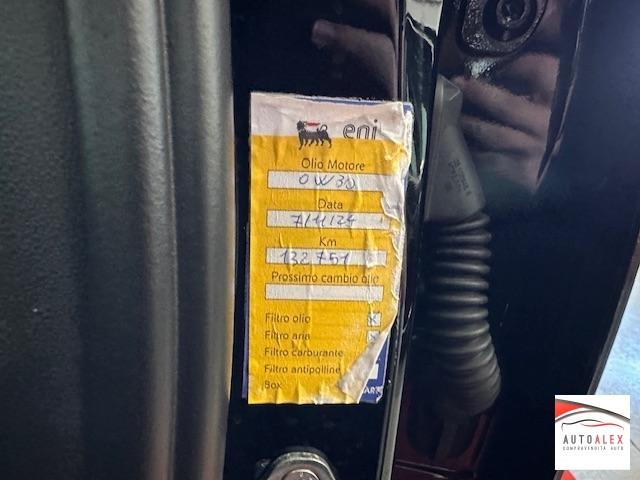 eni
Olio Motore
0W30
Data
7/11/24
Km
132751
Prossimo cambio olio
Filtro olio X
Filtro aria
Filtro carburante
Filtro antipolline
Box
AUTOALEX
COMPRAVENDITA AUTO